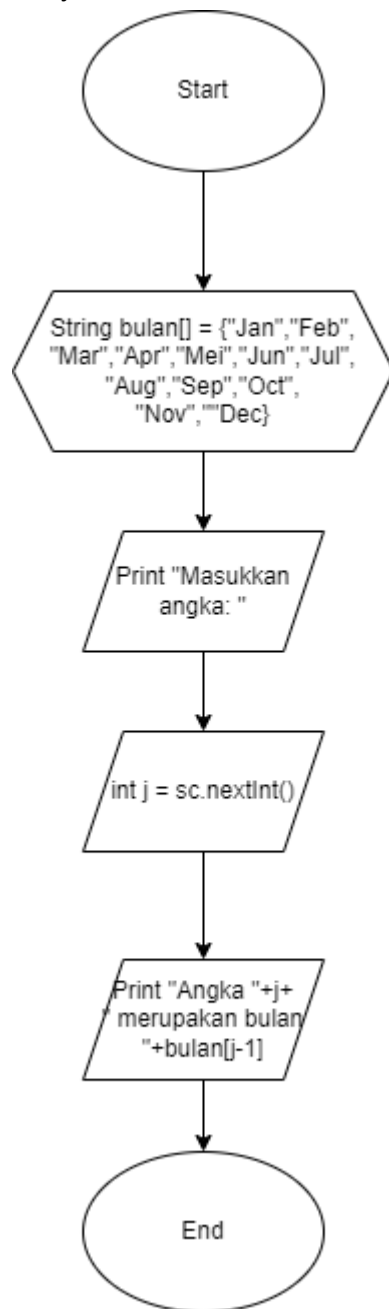 Start
String bulan[] = {"Jan","Feb",
"Mar","Apr","Mei","Jun","Jul",
"Aug","Sep","Oct",
"Nov",""Dec}
Print "Masukkan
angka: "
int j = sc.nextInt()
Print "Angka "+j+
" merupakan bulan
"+bulan[j-1]
End